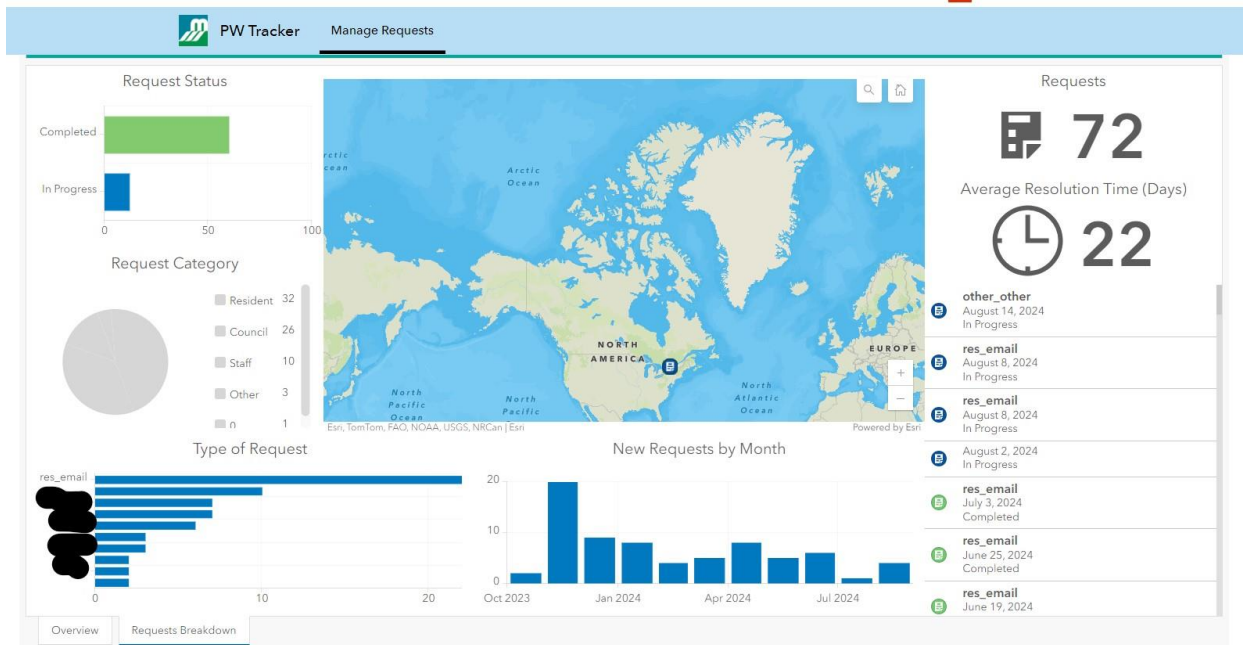 PW Tracker
Manage Requests
Request Status
Completed
In Progress
0 50 100
Request Category
Resident 32
Council 26
Staff 10
Other 3
0 1
Arctic
Ocean
NORTH
AMERICA
EUROPE
North
Pacific
Ocean
North
Pacific
North
Atlantic
Ocean
+
−
Esri, TomTom, FAO, NOAA, USGS, NRCan | Esri
Powered by Esri
Requests
72
Average Resolution Time (Days)
22
other_other
August 14, 2024
In Progress
res_email
August 8, 2024
In Progress
res_email
August 8, 2024
In Progress
August 2, 2024
In Progress
res_email
July 3, 2024
Completed
res_email
June 25, 2024
Completed
res_email
June 19, 2024
Type of Request
res_email
0 10 20
New Requests by Month
20
10
0
Oct 2023 Jan 2024 Apr 2024 Jul 2024
Overview
Requests Breakdown